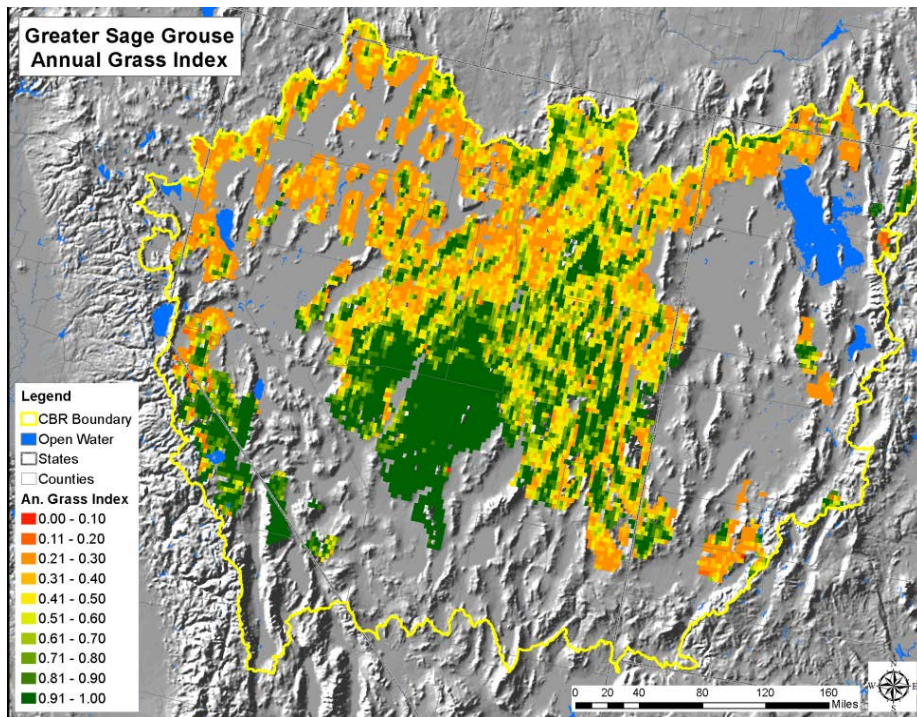 Greater Sage Grouse
Annual Grass Index
Legend
CBR Boundary
Open Water
States
Counties
An. Grass Index
0.00 - 0.10
0.11 - 0.20
0.21 - 0.30
0.31 - 0.40
0.41 - 0.50
0.51 - 0.60
0.61 - 0.70
0.71 - 0.80
0.81 - 0.90
0.91 - 1.00
0 20 40 80 120 160
Miles
N
W E
S